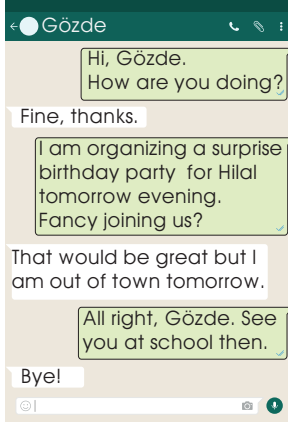 Gözde
Hi, Gözde.
How are you doing?
Fine, thanks.
I am organizing a surprise
birthday party for Hilal
tomorrow evening.
Fancy joining us?
That would be great but I
am out of town tomorrow.
All right, Gözde. See
you at school then.
Bye!